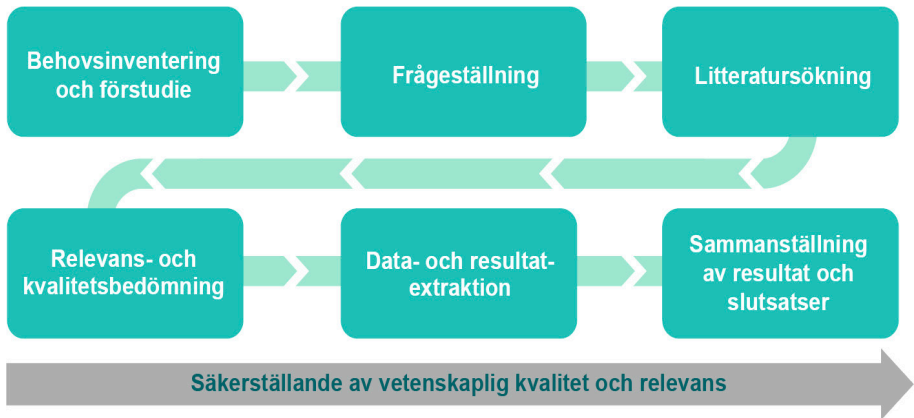 Behovsinventering
och förstudie
Frågeställning
Litteratursökning
Relevans- och
kvalitetsbedömning
Data- och resultat-
extraktion
Sammanställning
av resultat och
slutsatser
Säkerställande av vetenskaplig kvalitet och relevans